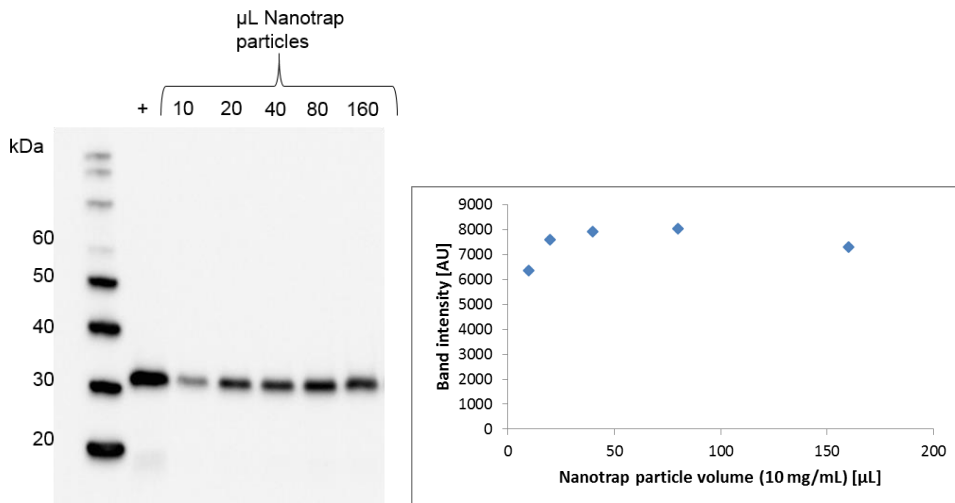 µL Nanotrap
particles
+ 10 20 40 80 160
kDa
60
50
40
30
20
9000
8000
7000
6000
5000
4000
3000
2000
1000
0
Band intensity [AU]
0 50 100 150 200
Nanotrap particle volume (10 mg/mL) [µL]